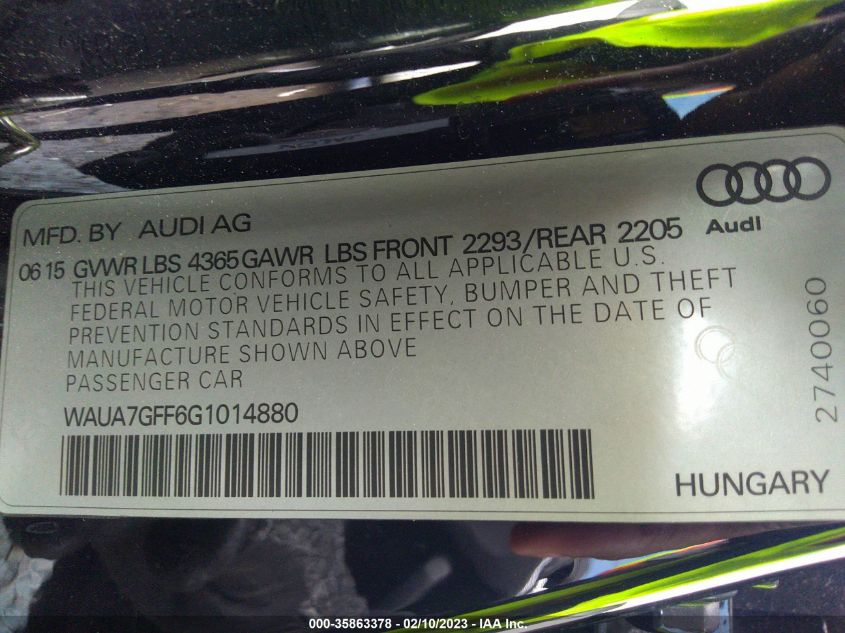 MFD. BY AUDI AG
Audi
06 15 GVWR LBS 4365 GAWR LBS FRONT 2293/REAR 2205
THIS VEHICLE CONFORMS TO ALL APPLICABLE U.S.
FEDERAL MOTOR VEHICLE SAFETY, BUMPER AND THEFT
PREVENTION STANDARDS IN EFFECT ON THE DATE OF
MANUFACTURE SHOWN ABOVE
PASSENGER CAR
WAUA7GFF6G1014880
2740060
HUNGARY
000-35863378 - 02/10/2023 - IAA Inc.